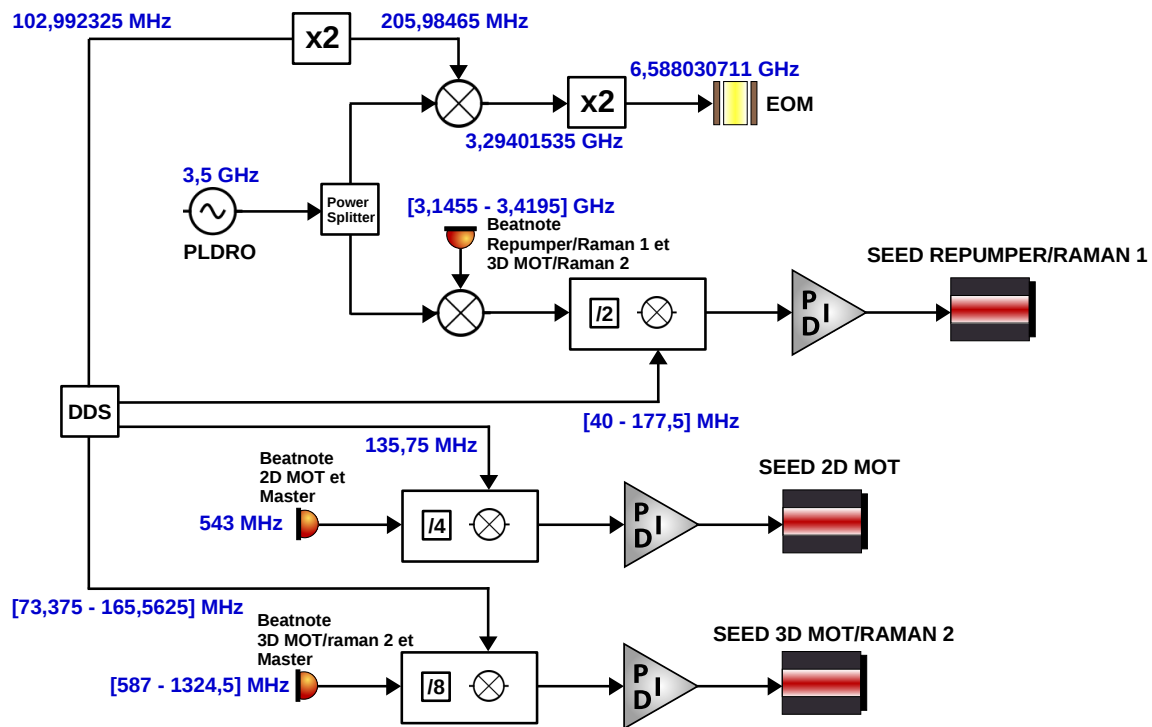 102,992325 MHz
x2
205,98465 MHz
6,588030711 GHz
x2
EOM
3,29401535 GHz
3,5 GHz
Power
Splitter
PLDRO
[3,1455 - 3,4195] GHz
Beatnote
Repumper/Raman 1 et
3D MOT/Raman 2
SEED REPUMPER/RAMAN 1
/2
P
I
D
DDS
[40 - 177,5] MHz
135,75 MHz
Beatnote
2D MOT et
Master
543 MHz
/4
P
I
D
SEED 2D MOT
[73,375 - 165,5625] MHz
Beatnote
3D MOT/raman 2 et
Master
[587 - 1324,5] MHz
/8
P
I
D
SEED 3D MOT/RAMAN 2